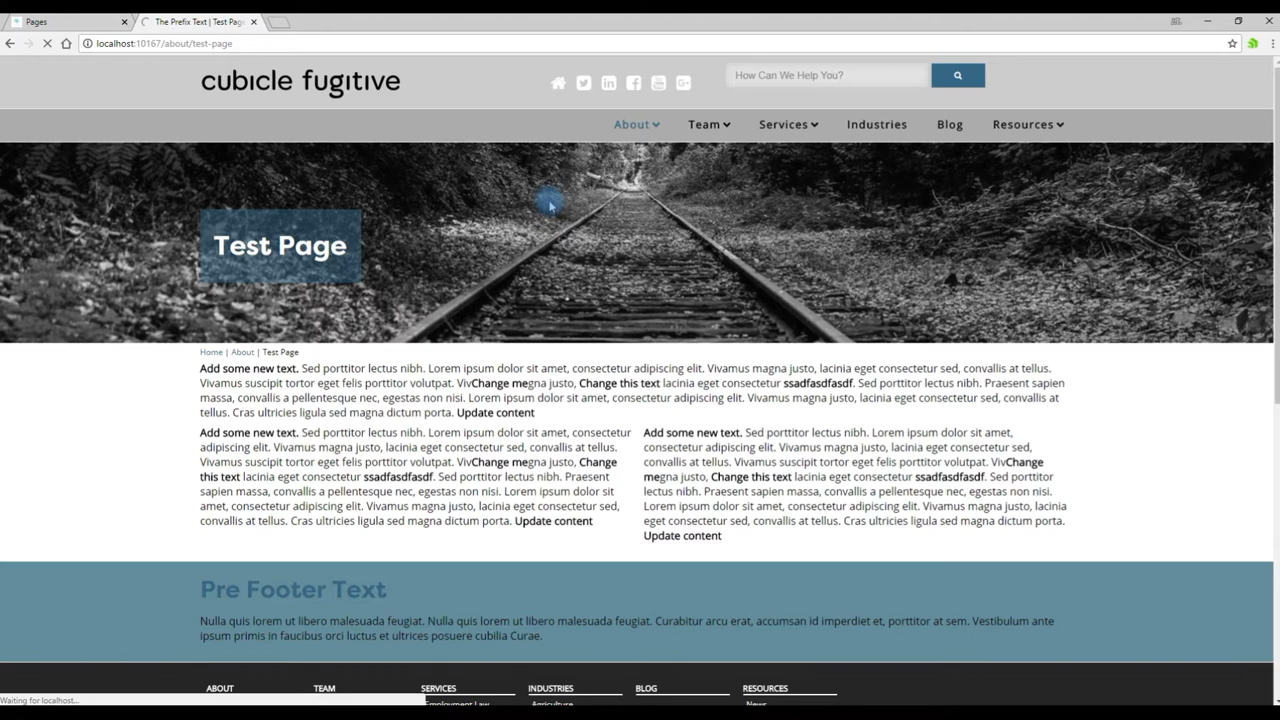 Pages
The Prefix Text | Test Pag
localhost:10167/about/test-page
cubicle fugitive
How Can We Help You?
About Team Services Industries Blog Resources
Test Page
Home | About | Test Page
Add some new text. Sed porttitor lectus nibh. Lorem ipsum dolor sit amet, consectetur adipiscing elit. Vivamus magna justo, lacinia eget consectetur sed, convallis at tellus.
Vivamus suscipit tortor eget felis porttitor volutpat. VivChange megna justo, Change this text lacinia eget consectetur ssadfasdfasdf. Sed porttitor lectus nibh. Praesent sapien
massa, convallis a pellentesque nec, egestas non nisi. Lorem ipsum dolor sit amet, consectetur adipiscing elit. Vivamus magna justo, lacinia eget consectetur sed, convallis at
tellus. Cras ultricies ligula sed magna dictum porta. Update content
Add some new text. Sed porttitor lectus nibh. Lorem ipsum dolor sit amet, consectetur
adipiscing elit. Vivamus magna justo, lacinia eget consectetur sed, convallis at tellus.
Vivamus suscipit tortor eget felis porttitor volutpat. VivChange megna justo, Change
this text lacinia eget consectetur ssadfasdfasdf. Sed porttitor lectus nibh. Praesent
sapien massa, convallis a pellentesque nec, egestas non nisi. Lorem ipsum dolor sit
amet, consectetur adipiscing elit. Vivamus magna justo, lacinia eget consectetur sed,
convallis at tellus. Cras ultricies ligula sed magna dictum porta. Update content
Add some new text. Sed porttitor lectus nibh. Lorem ipsum dolor sit amet,
consectetur adipiscing elit. Vivamus magna justo, lacinia eget consectetur sed,
convallis at tellus. Vivamus suscipit tortor eget felis porttitor volutpat. VivChange
megna justo, Change this text lacinia eget consectetur ssadfasdfasdf. Sed porttitor
lectus nibh. Praesent sapien massa, convallis a pellentesque nec, egestas non nisi.
Lorem ipsum dolor sit amet, consectetur adipiscing elit. Vivamus magna justo, lacinia
eget consectetur sed, convallis at tellus. Cras ultricies ligula sed magna dictum porta.
Update content
Pre Footer Text
Nulla quis lorem ut libero malesuada feugiat. Nulla quis lorem ut libero malesuada feugiat. Curabitur arcu erat, accumsan id imperdiet et, porttitor at sem. Vestibulum ante
ipsum primis in faucibus orci luctus et ultrices posuere cubilia Curae.
ABOUT TEAM SERVICES INDUSTRIES BLOG RESOURCES
Employment Law Agriculture News
Waiting for localhost...